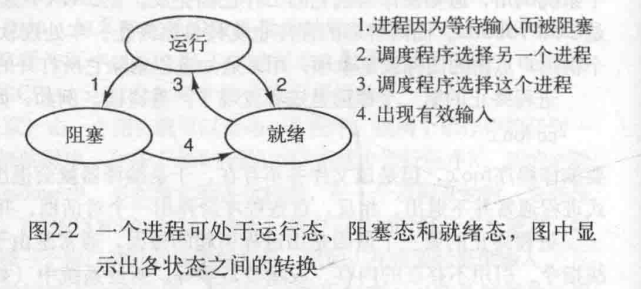 运行
1
3
2
阻塞
4
就绪
1. 进程因为等待输入而被阻塞
2. 调度程序选择另一个进程
3. 调度程序选择这个进程
4. 出现有效输入
图2-2 一个进程可处于运行态，阻塞态和就绪态，图中显
示出各状态之间的转换